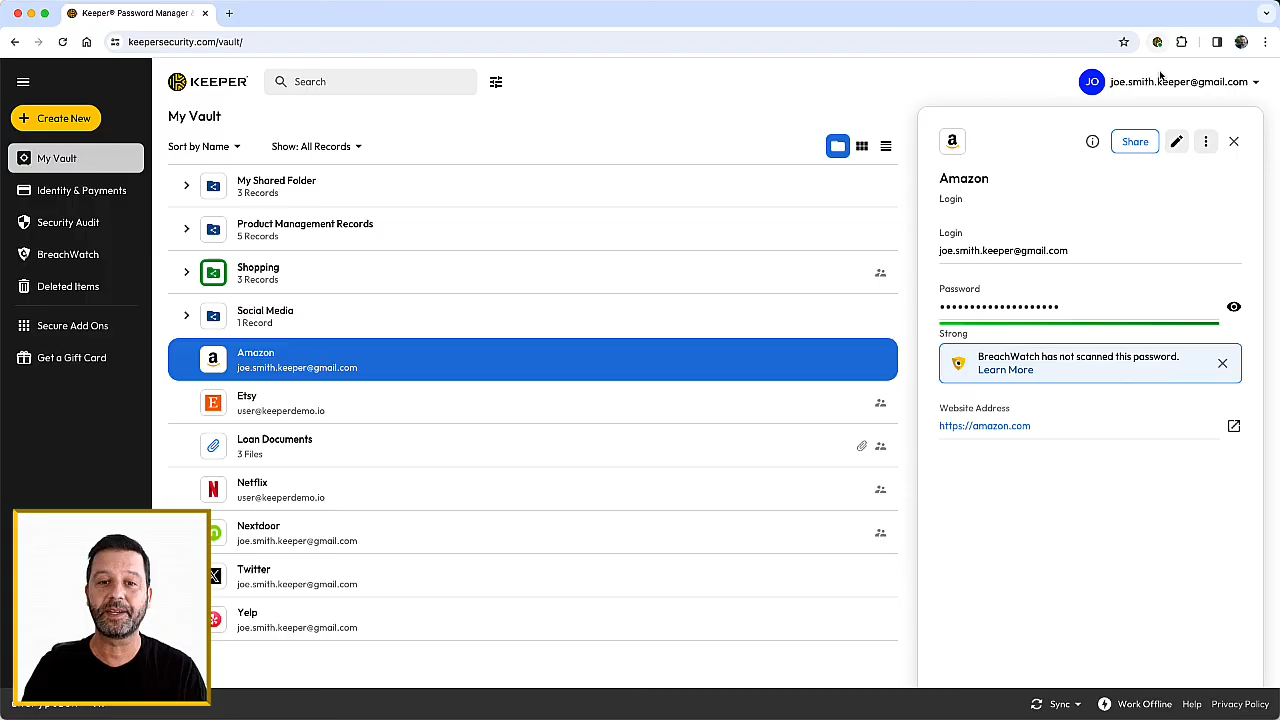 Keeper® Password Manager &
keepersecurity.com/vault/
KEEPER
Search
JO
joe.smith.keeper@gmail.com
Create New
My Vault
Identity & Payments
Security Audit
BreachWatch
Deleted Items
Secure Add Ons
Get a Gift Card
My Vault
Sort by Name
Show: All Records
My Shared Folder
3 Records
Product Management Records
5 Records
Shopping
3 Records
Social Media
1 Record
Amazon
joe.smith.keeper@gmail.com
Etsy
user@keeperdemo.io
Loan Documents
3 Files
Netflix
user@keeperdemo.io
Nextdoor
joe.smith.keeper@gmail.com
Twitter
joe.smith.keeper@gmail.com
Yelp
joe.smith.keeper@gmail.com
Share
Amazon
Login
Login
joe.smith.keeper@gmail.com
Password
••••••••••••••••••••
Strong
BreachWatch has not scanned this password.
Learn More
Website Address
https://amazon.com
Sync
Work Offline
Help
Privacy Policy